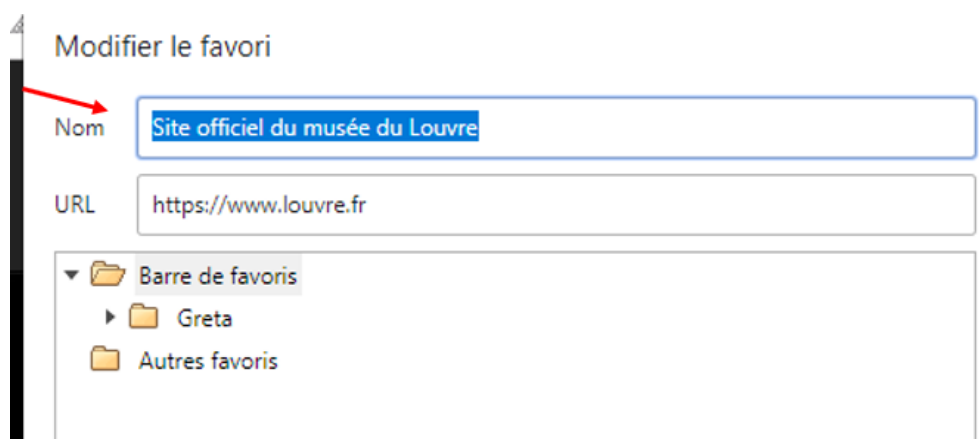 Modifier le favori
Nom Site officiel du musée du Louvre
URL https://www.louvre.fr
Barre de favoris
Greta
Autres favoris